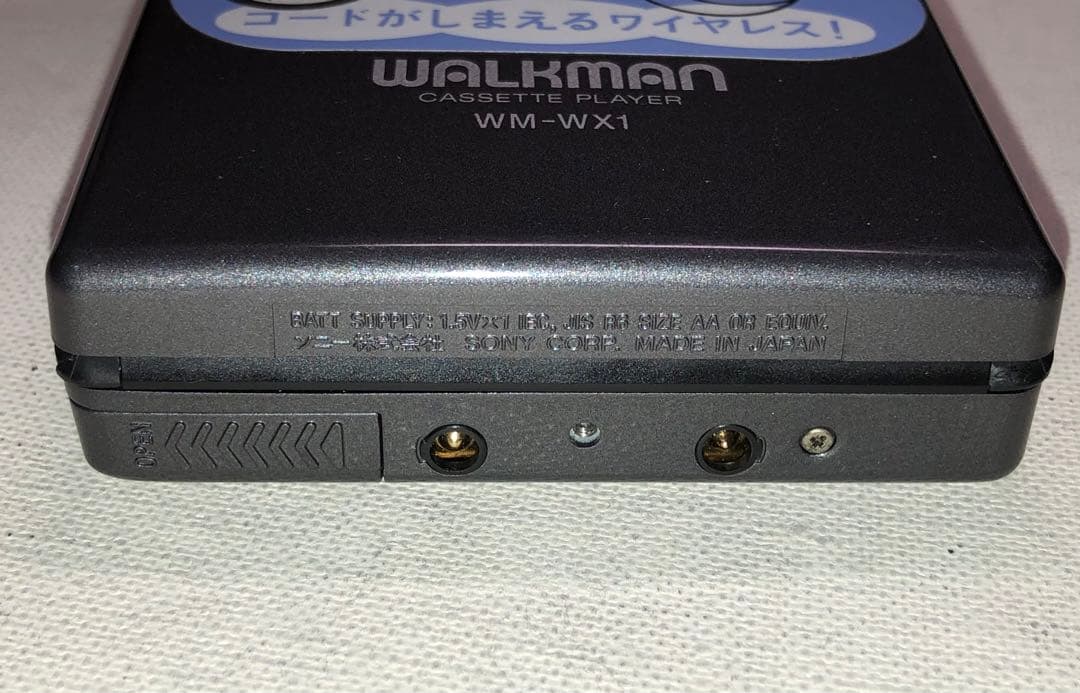 コードがしまえるワイヤレス!
WALKMAN
CASSETTE PLAYER
WM-WX1
BATT SUPPLY: 1.5V×1 IEC, JIS R6 SIZE AA OR EQUIV.
ソニー株式会社 SONY CORP. MADE IN JAPAN
OPEN